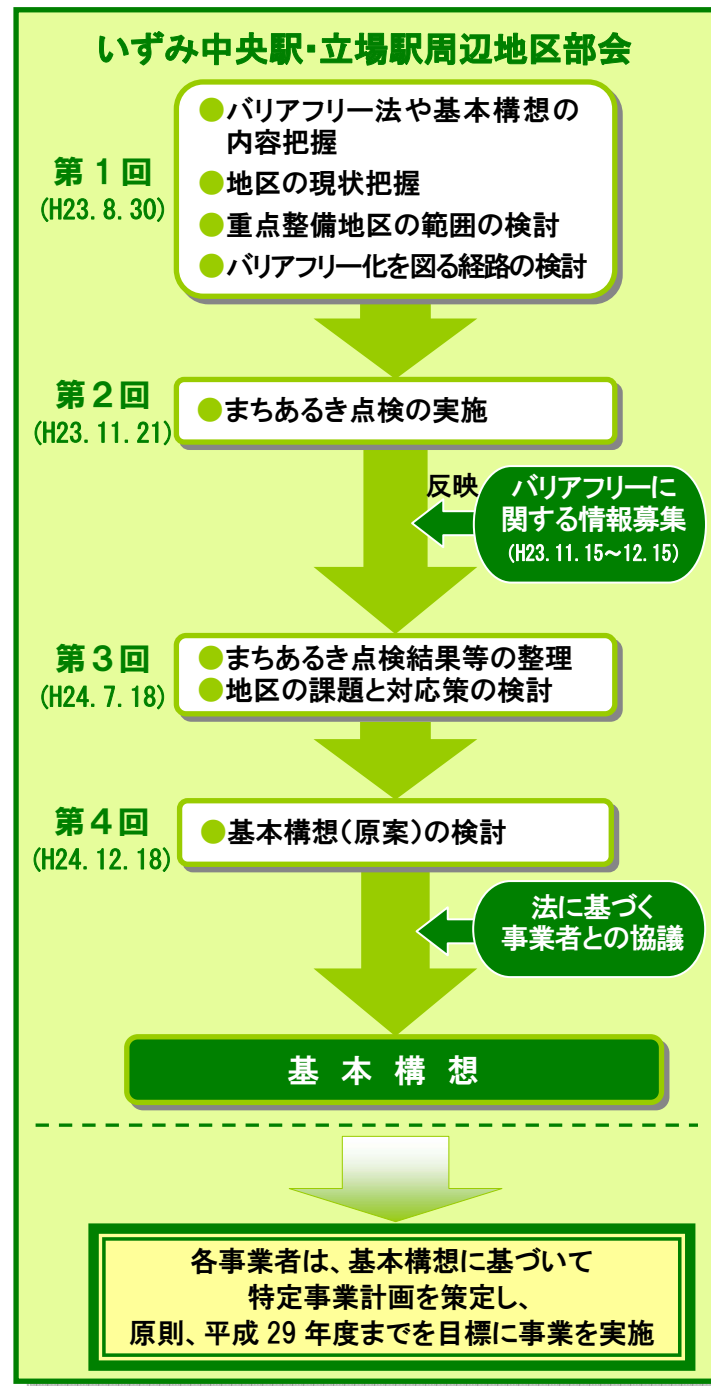 いずみ中央駅・立場駅周辺地区部会
第1回
(H23.8.30)
●バリアフリー法や基本構想の
内容把握
●地区の現状把握
●重点整備地区の範囲の検討
●バリアフリー化を図る経路の検討
第2回
(H23.11.21)
●まちあるき点検の実施
反映
バリアフリーに
関する情報募集
(H23.11.15～12.15)
第3回
(H24.7.18)
●まちあるき点検結果等の整理
●地区の課題と対応策の検討
第4回
(H24.12.18)
●基本構想(原案)の検討
法に基づく
事業者との協議
基本構想
各事業者は、基本構想に基づいて
特定事業計画を策定し、
原則、平成 29 年度までを目標に事業を実施